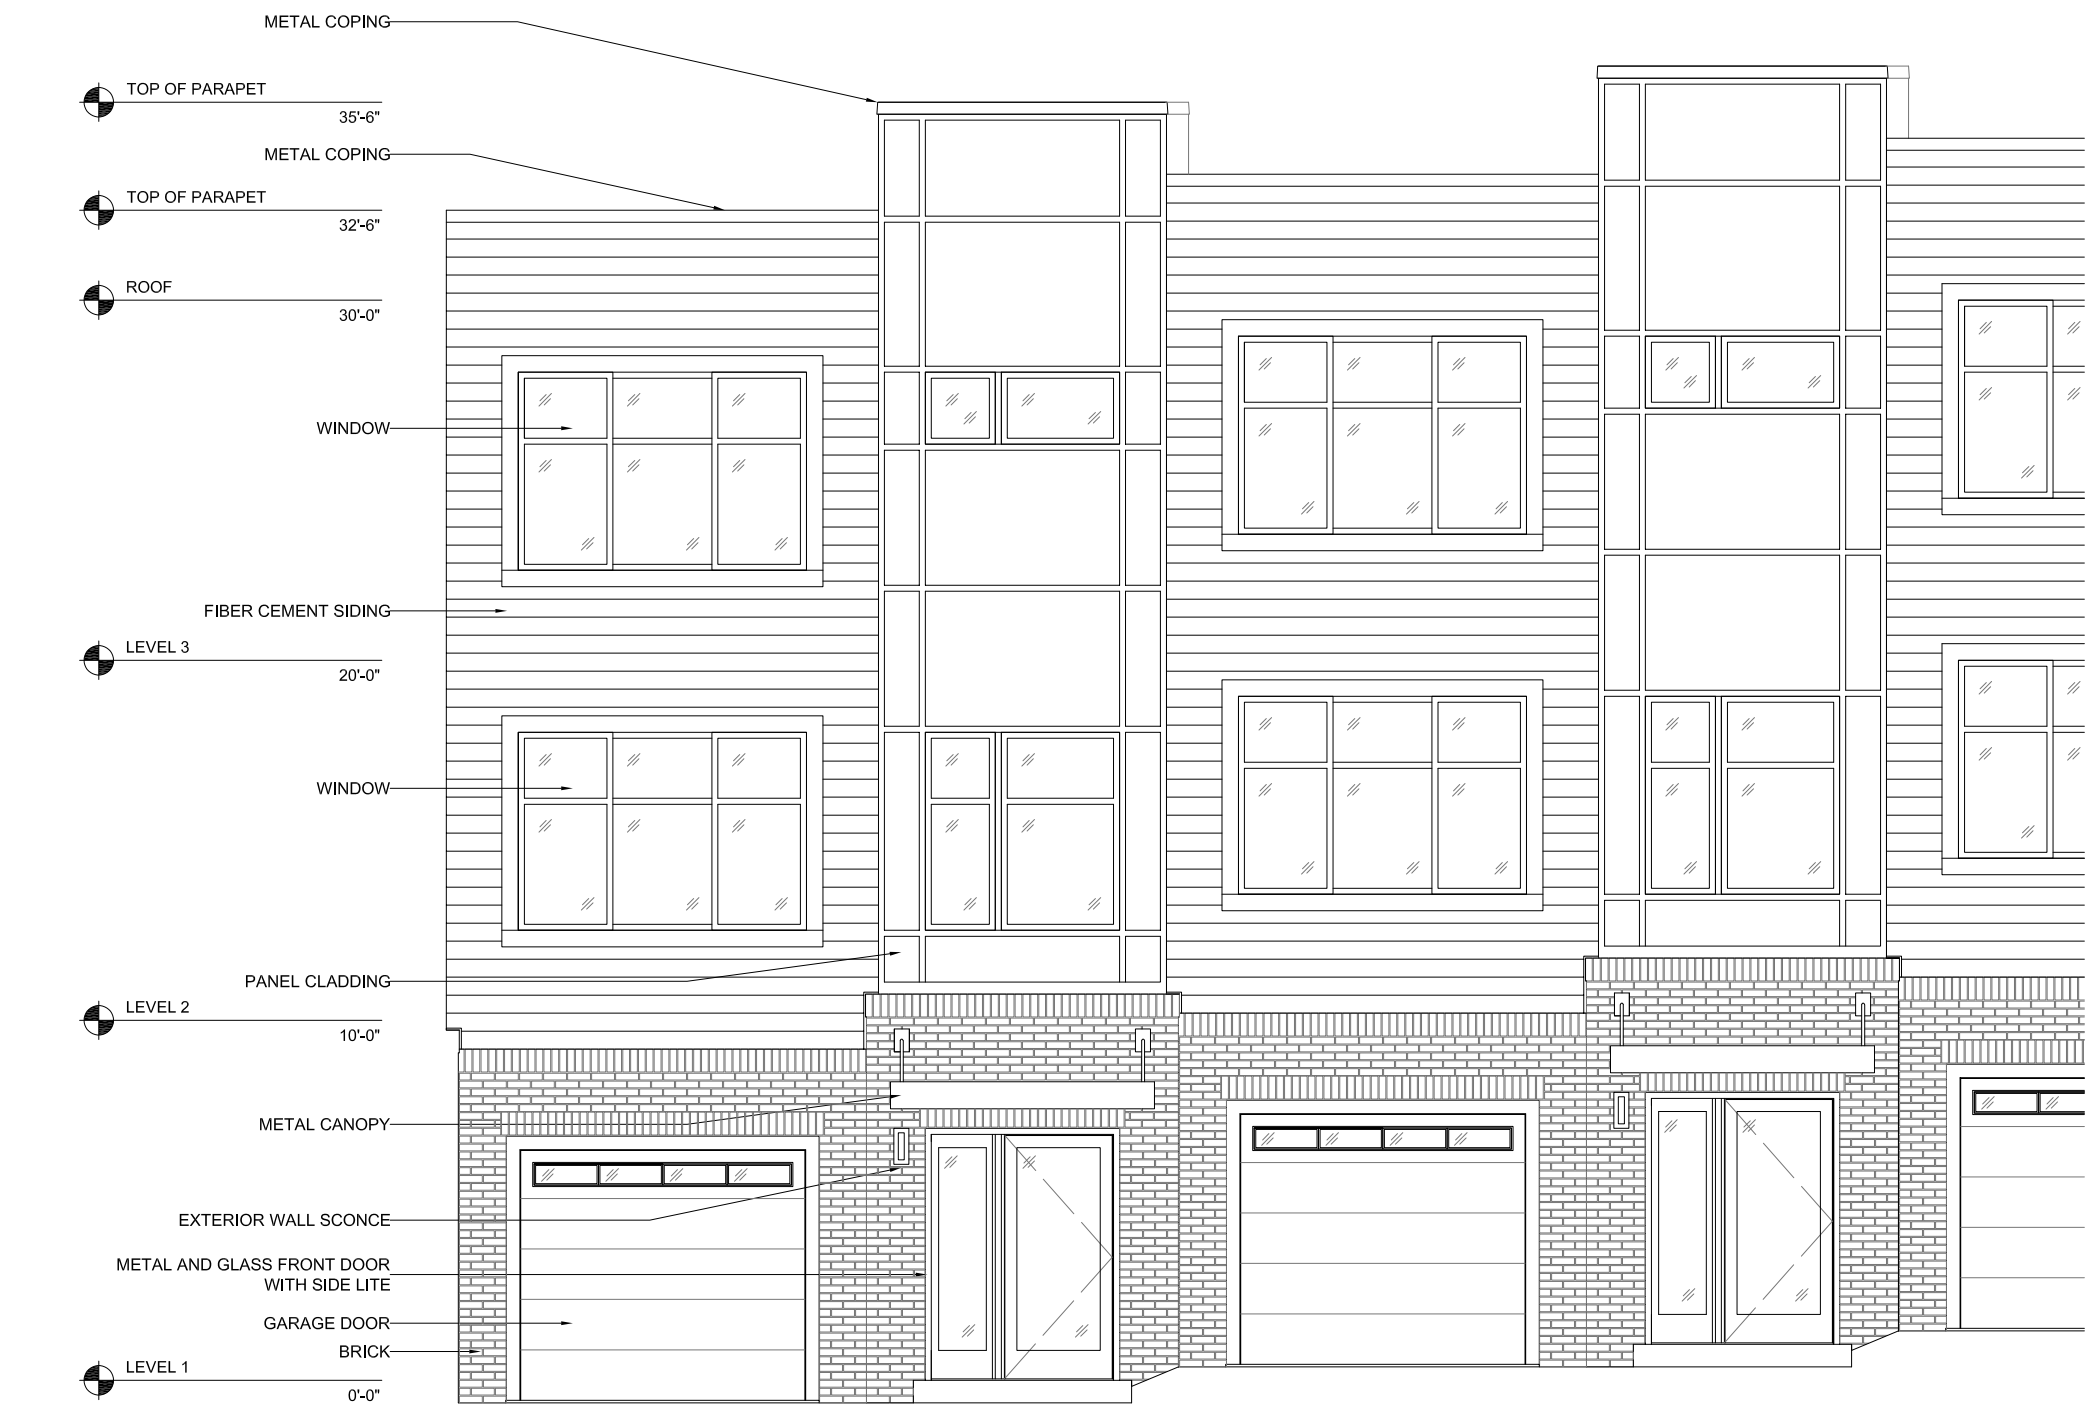 METAL COPING
TOP OF PARAPET
35'-6"
METAL COPING
TOP OF PARAPET
32'-6"
ROOF
30'-0"
WINDOW
FIBER CEMENT SIDING
LEVEL 3
20'-0"
WINDOW
PANEL CLADDING
LEVEL 2
10'-0"
METAL CANOPY
EXTERIOR WALL SCONCE
METAL AND GLASS FRONT DOOR
WITH SIDE LITE
GARAGE DOOR
BRICK
LEVEL 1
0'-0"